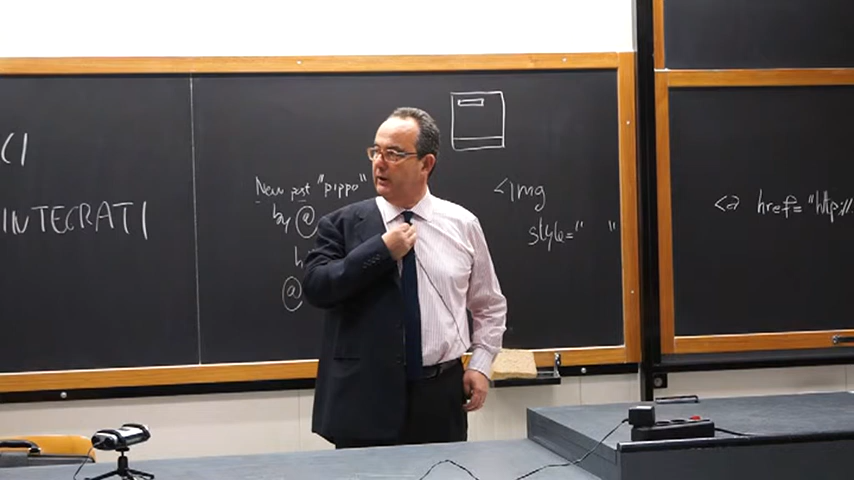 CI
INTEGRATI
New post "pippo"
by @
h
@
<img
style="    "
<a href="http://